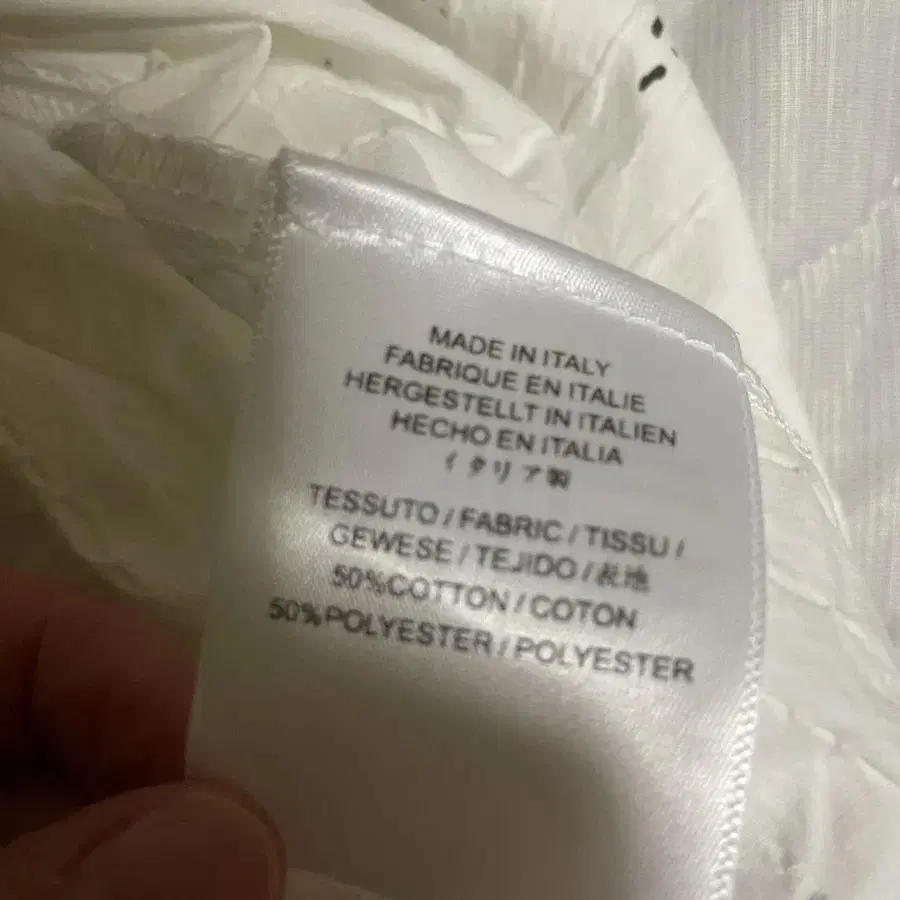 MADE IN ITALY
FABRIQUE EN ITALIE
HERGESTELLT IN ITALIEN
HECHO EN ITALIA
イタリア製
TESSUTO / FABRIC / TISSU /
GEWESE / TEJIDO / 表地
50%COTTON / COTON
50%POLYESTER / POLYESTER